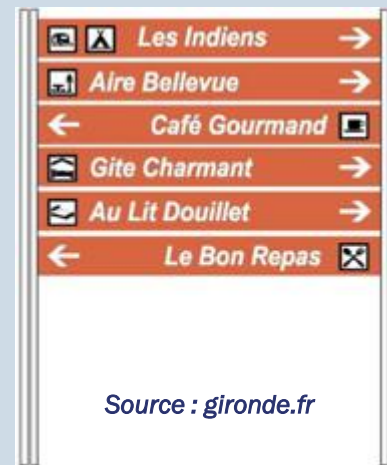 Les Indiens
Aire Bellevue
Café Gourmand
Gite Charmant
Au Lit Douillet
Le Bon Repas
Source : gironde.fr